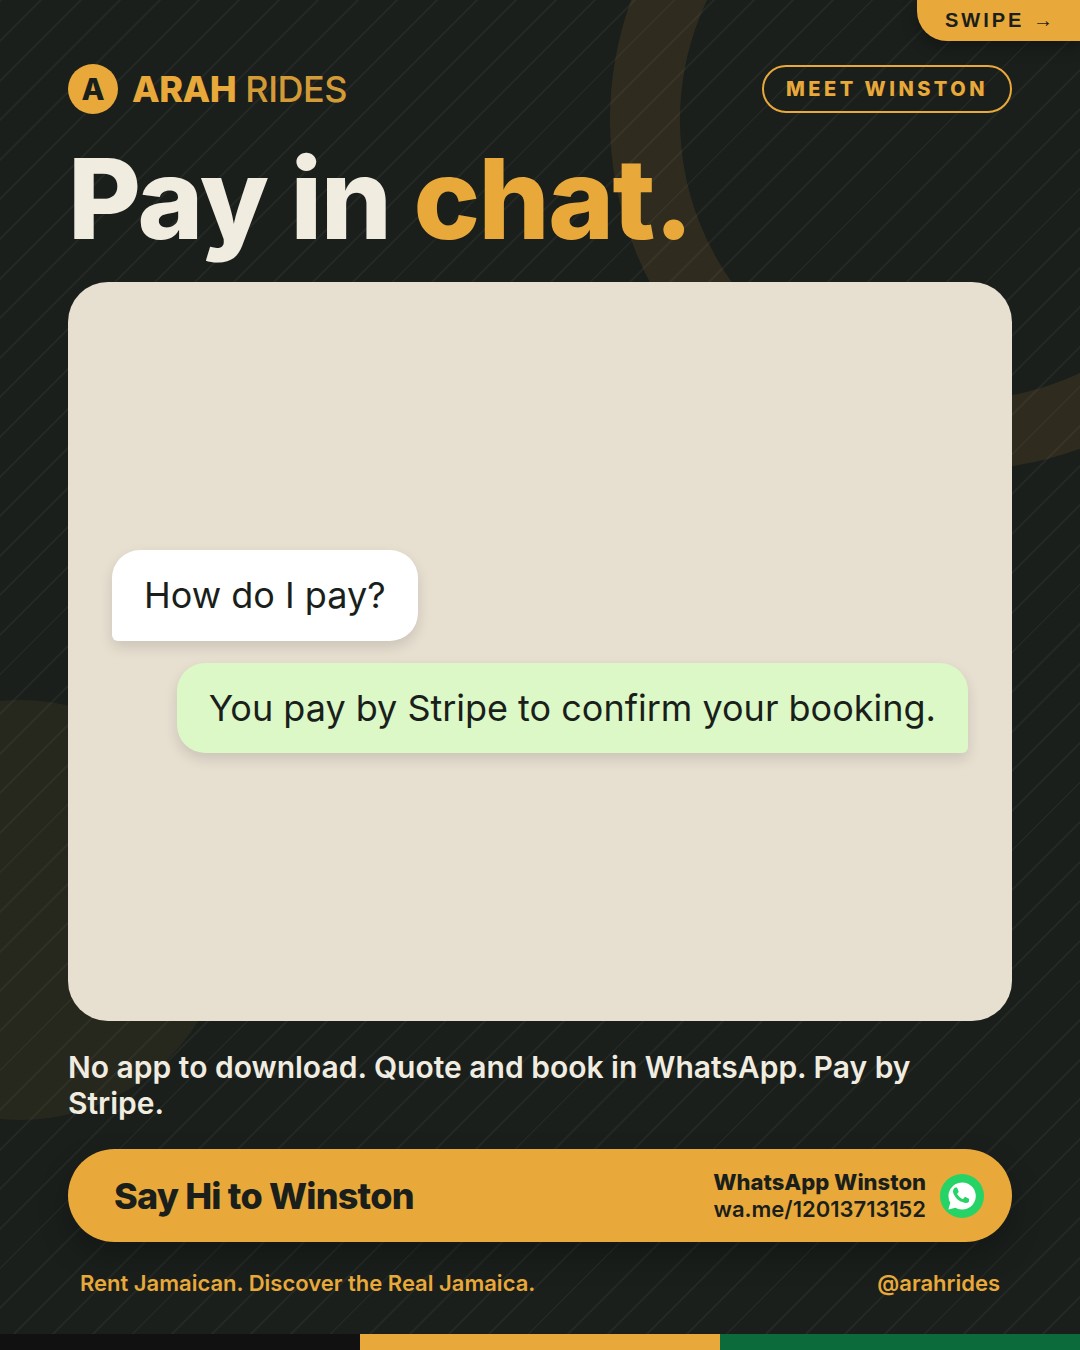 SWIPE →
A ARAH RIDES
MEET WINSTON
Pay in chat.
How do I pay?
You pay by Stripe to confirm your booking.
No app to download. Quote and book in WhatsApp. Pay by
Stripe.
Say Hi to Winston
WhatsApp Winston
wa.me/12013713152
Rent Jamaican. Discover the Real Jamaica.
@arahrides